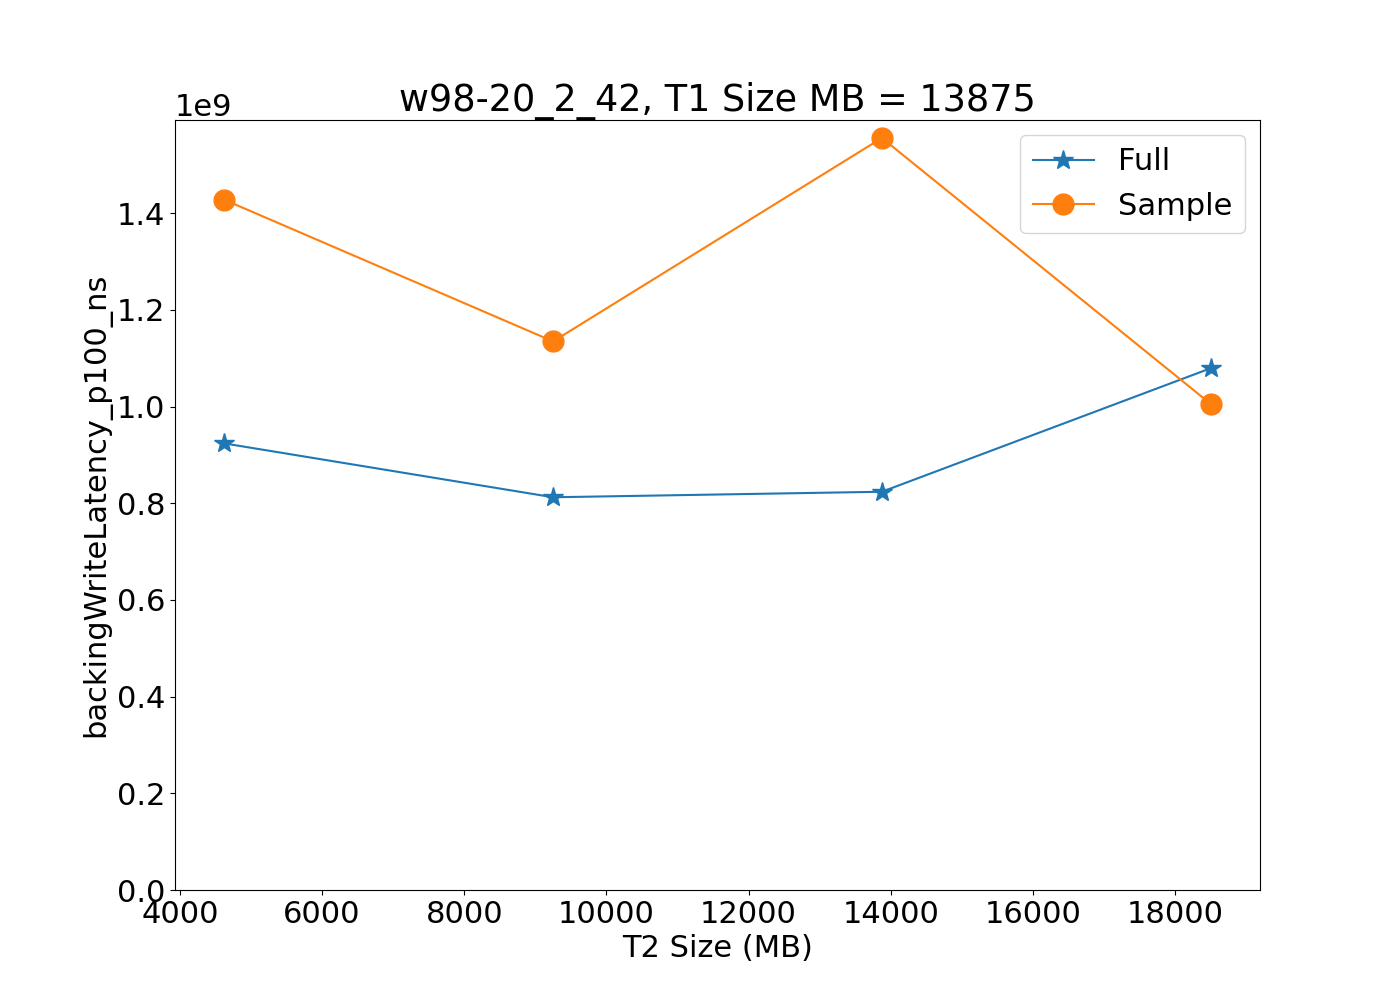 w98-20_2_42, T1 Size MB = 13875
1e9
Full
Sample
1.4
1.2
1.0
0.8
0.6
0.4
0.2
0.0
backingWriteLatency_p100_ns
4000 6000 8000 10000 12000 14000 16000 18000
T2 Size (MB)